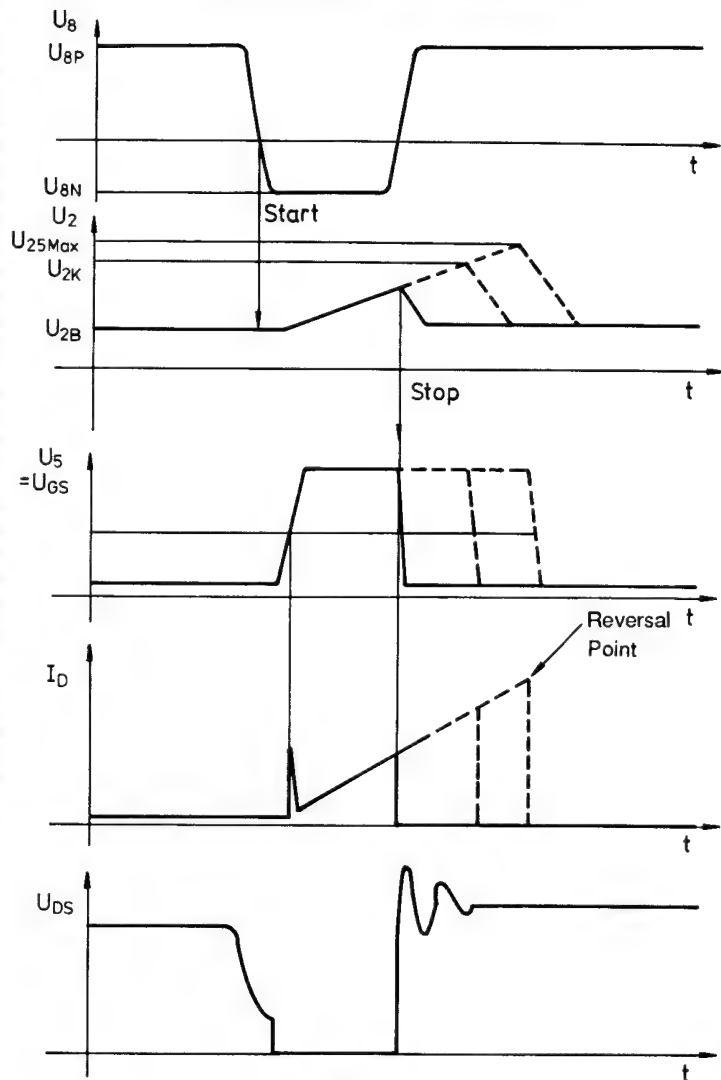 U8
U8P
t
U8N
Start
U2
U25Max
U2K
U2B
t
Stop
U5
=UGS
t
Reversal
Point
ID
t
UDS
t